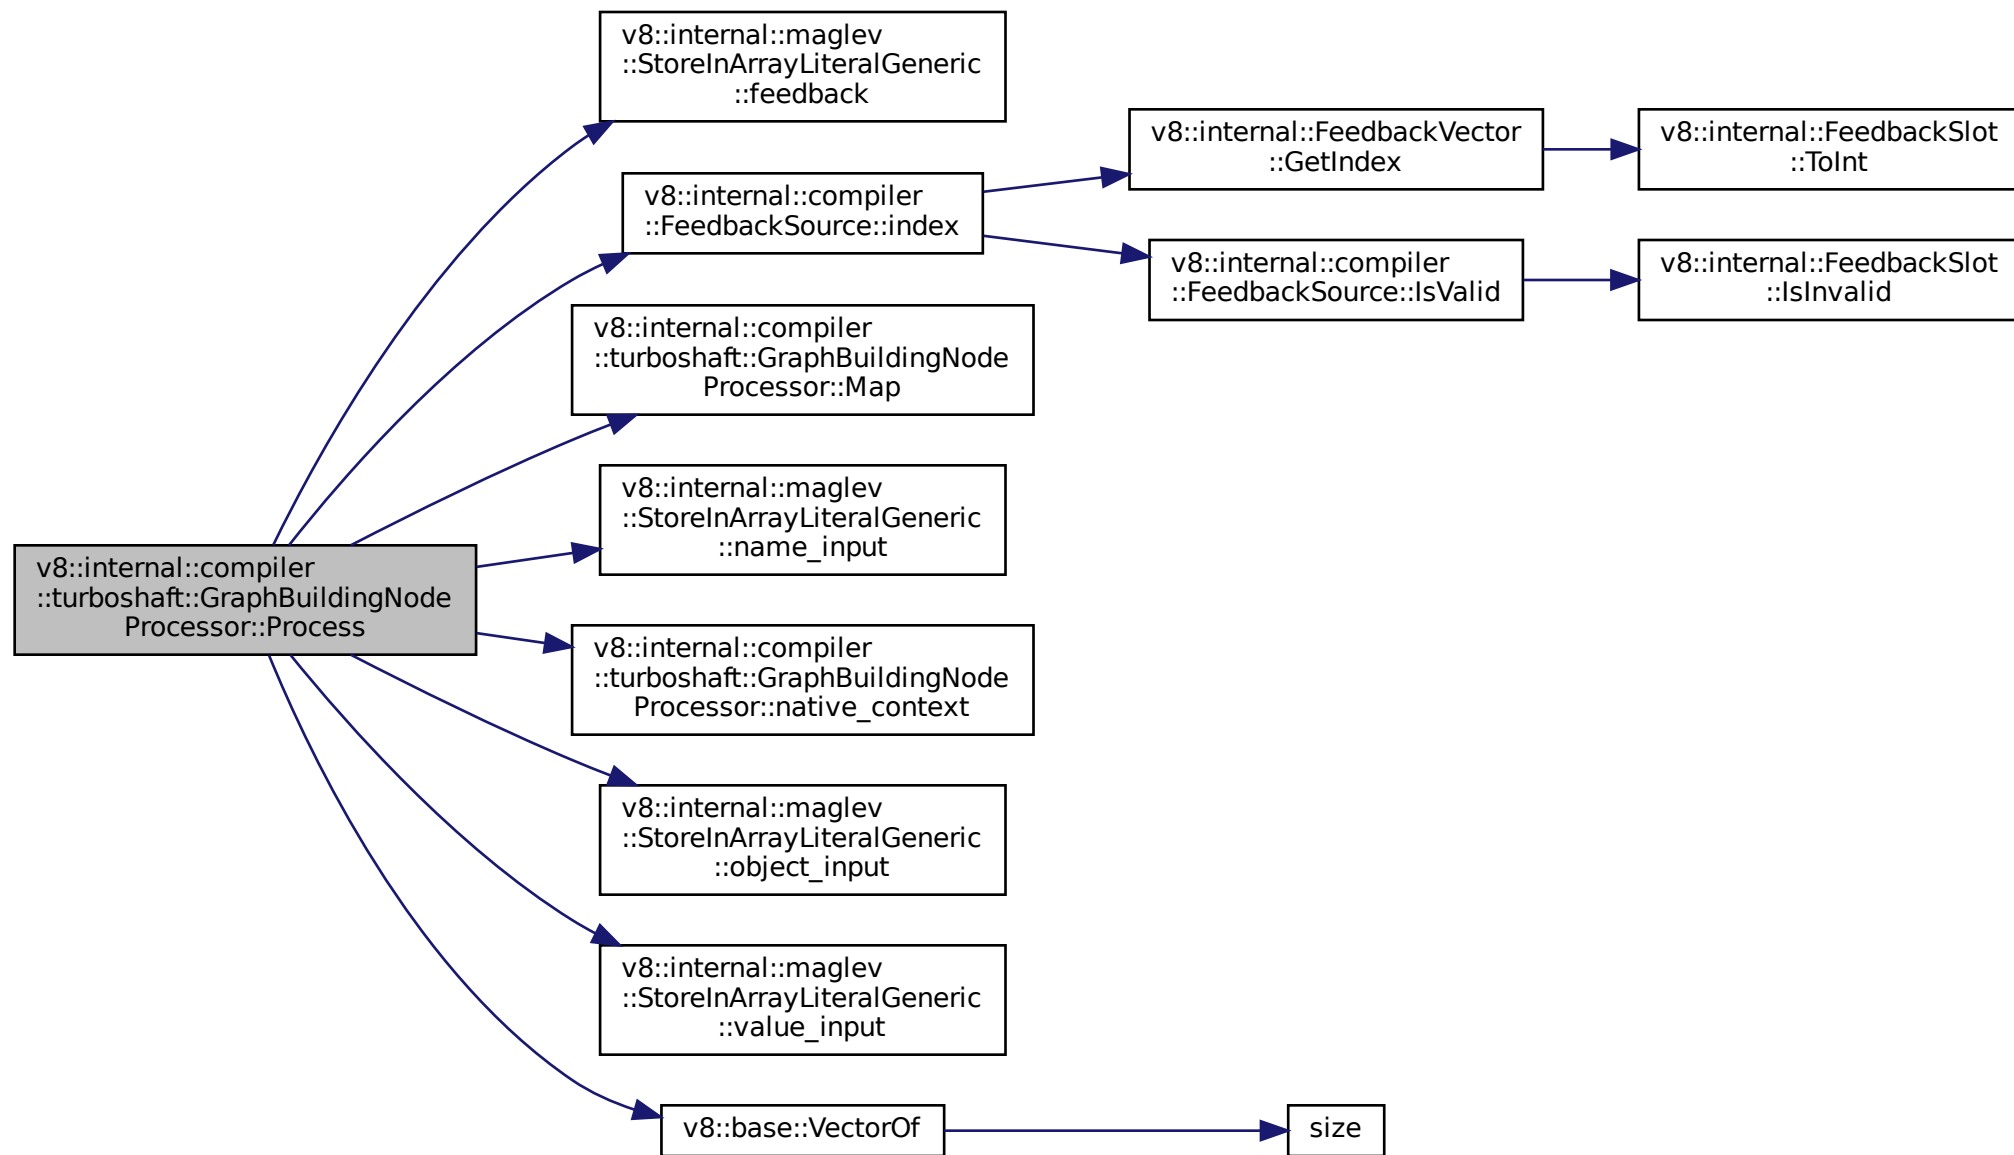 v8::internal::maglev
::StoreInArrayLiteralGeneric
::feedback
v8::internal::FeedbackVector
::GetIndex
v8::internal::FeedbackSlot
::ToInt
v8::internal::compiler
::FeedbackSource::index
v8::internal::compiler
::FeedbackSource::IsValid
v8::internal::FeedbackSlot
::IsInvalid
v8::internal::compiler
::turboshaft::GraphBuildingNode
Processor::Map
v8::internal::maglev
::StoreInArrayLiteralGeneric
::name_input
v8::internal::compiler
::turboshaft::GraphBuildingNode
Processor::Process
v8::internal::compiler
::turboshaft::GraphBuildingNode
Processor::native_context
v8::internal::maglev
::StoreInArrayLiteralGeneric
::object_input
v8::internal::maglev
::StoreInArrayLiteralGeneric
::value_input
v8::base::VectorOf
size